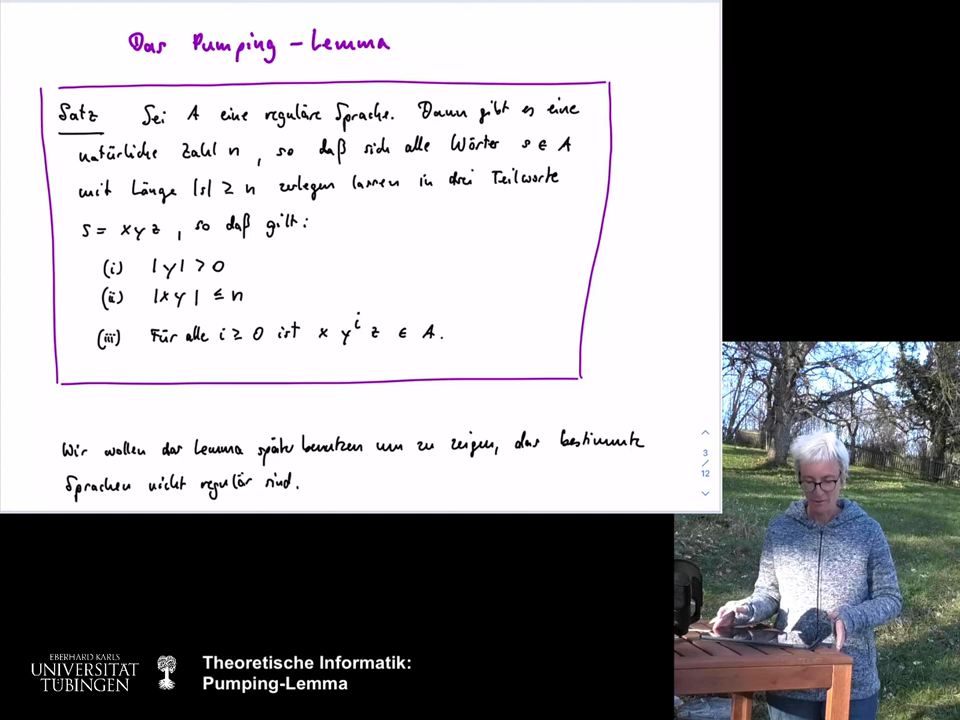 Das Pumping-Lemma
Satz Sei A eine reguläre Sprache. Dann gibt es eine
natürliche Zahl n, so daß sich alle Wörter s ∈ A
mit Länge |s| ≥ n zerlegen lassen in drei Teilworte
s = xyz, so daß gilt:
(i) |y| > 0
(ii) |xy| ≤ n
(iii) Für alle i ≥ 0 ist x y^i z ∈ A.
Wir wollen das Lemma später benutzen um zu zeigen, das bestimmte
Sprachen nicht regulär sind.
3
/
12
EBERHARD KARLS
UNIVERSITÄT
TÜBINGEN
Theoretische Informatik:
Pumping-Lemma